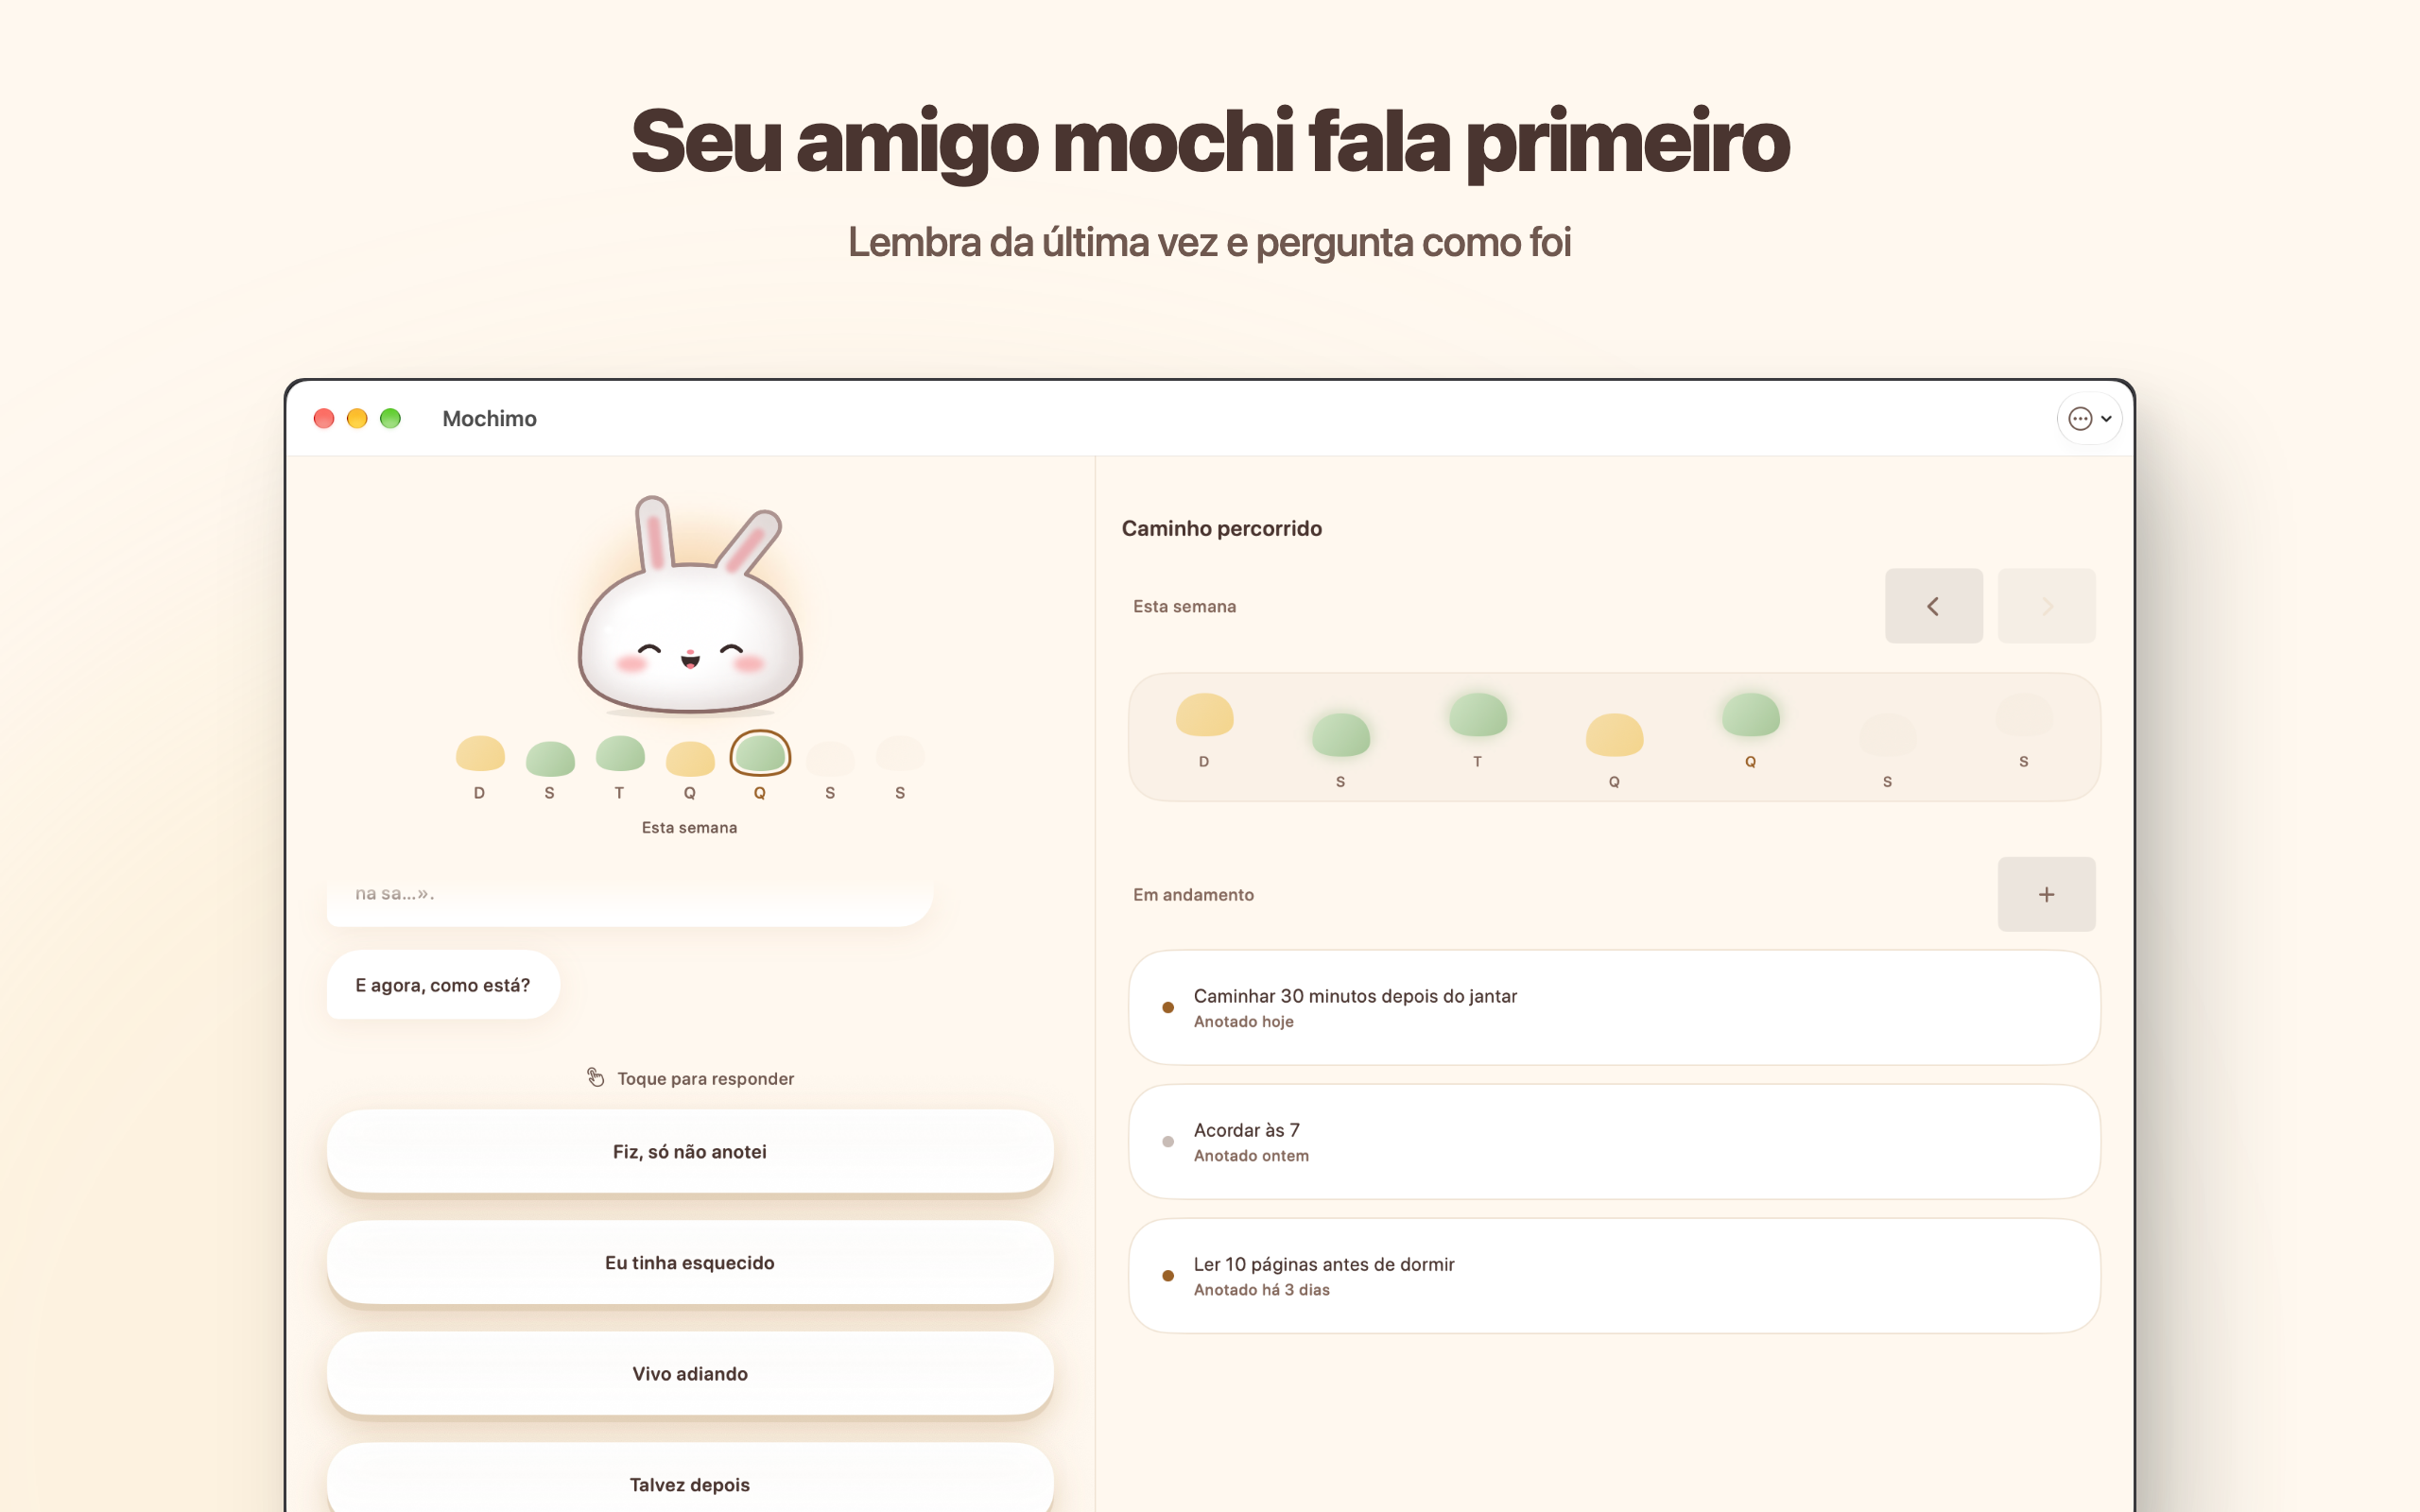 Seu amigo mochi fala primeiro
Lembra da última vez e pergunta como foi
Mochimo
D S T Q Q S S
Esta semana
na sa...».
E agora, como está?
Toque para responder
Fiz, só não anotei
Eu tinha esquecido
Vivo adiando
Talvez depois
Caminho percorrido
Esta semana
D S T Q Q S S
Em andamento
+
Caminhar 30 minutos depois do jantar
Anotado hoje
Acordar às 7
Anotado ontem
Ler 10 páginas antes de dormir
Anotado há 3 dias